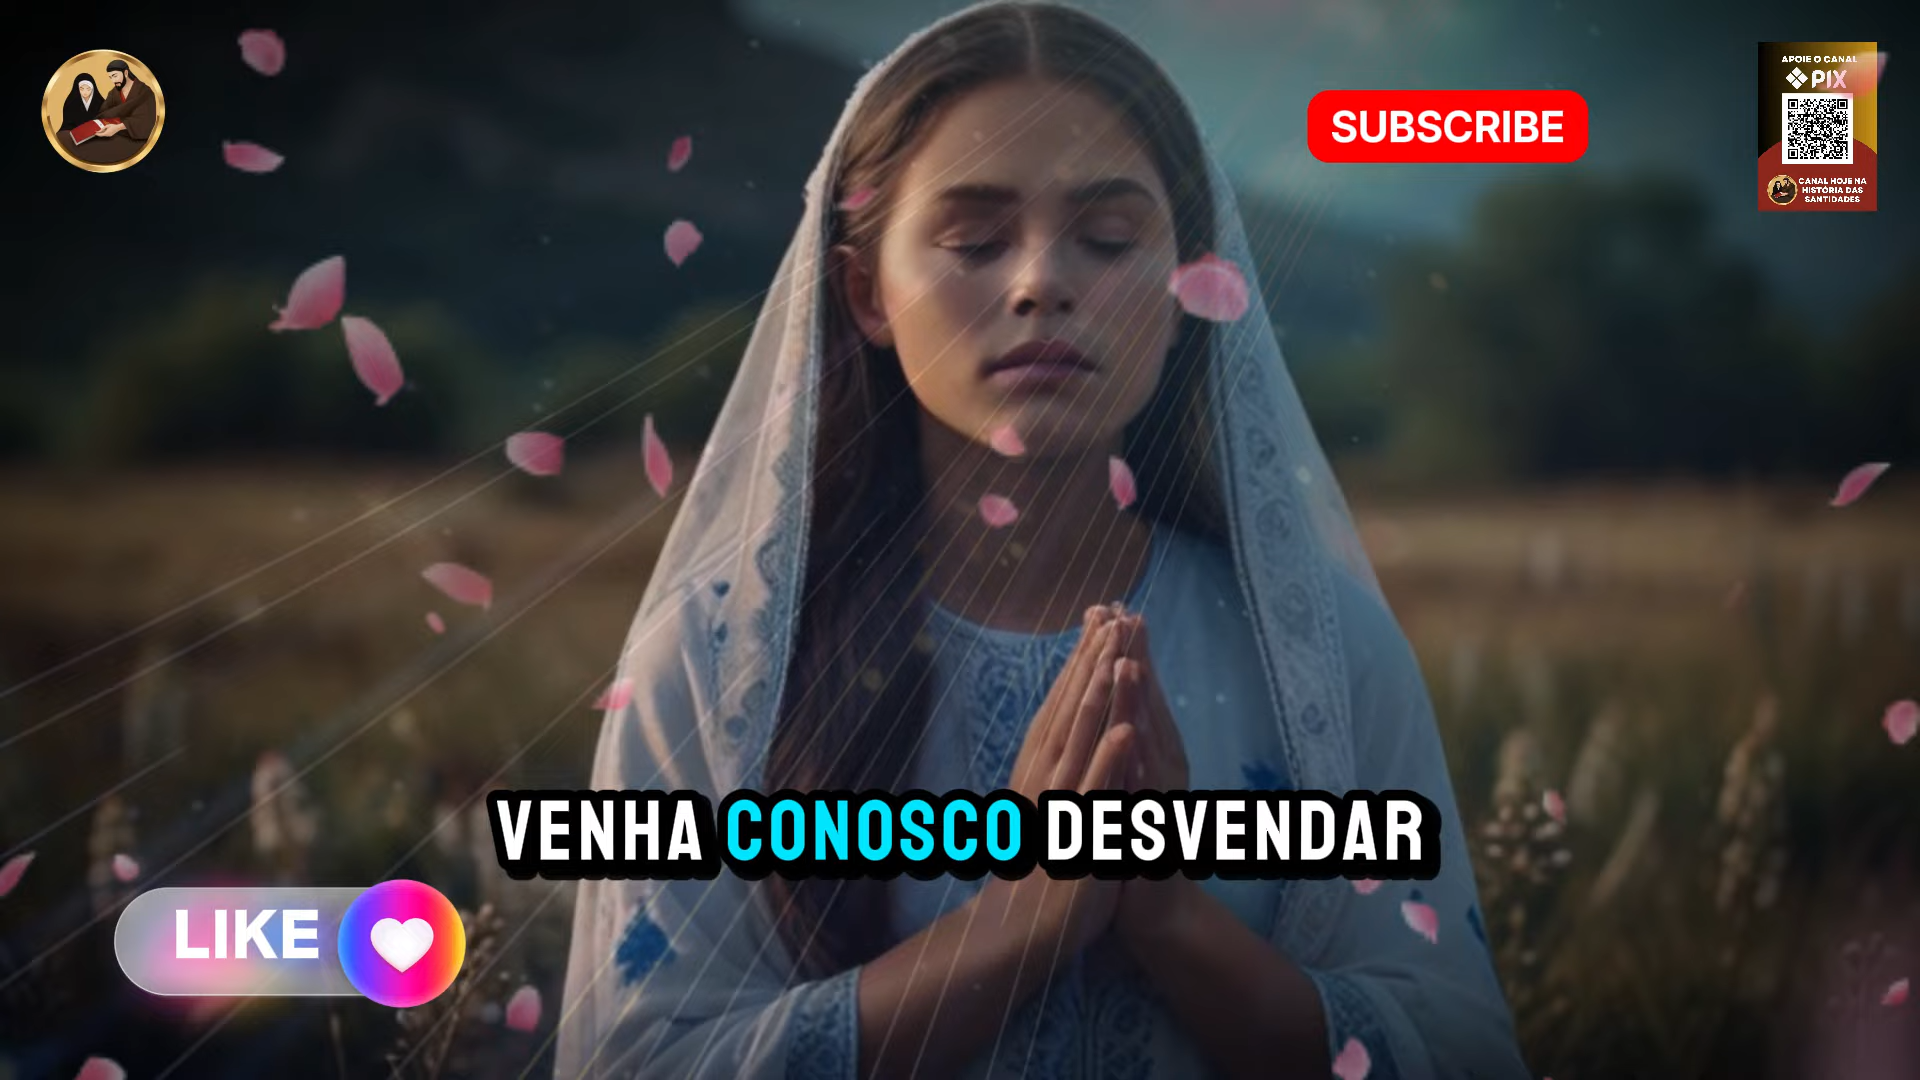 APOIE O CANAL
PIX
SUBSCRIBE
CANAL HOJE NA
HISTÓRIA DAS
SANTIDADES
VENHA CONOSCO DESVENDAR
LIKE